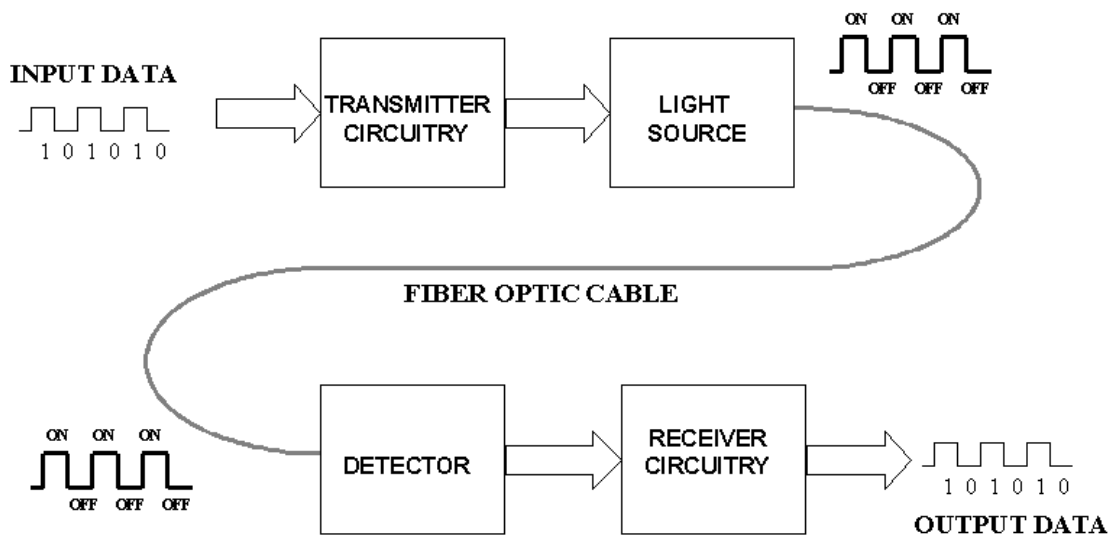 ON ON ON
OFF OFF OFF
INPUT DATA
1 0 1 0 1 0
TRANSMITTER
CIRCUITRY
LIGHT
SOURCE
FIBER OPTIC CABLE
ON ON ON
OFF OFF OFF
DETECTOR
RECEIVER
CIRCUITRY
1 0 1 0 1 0
OUTPUT DATA